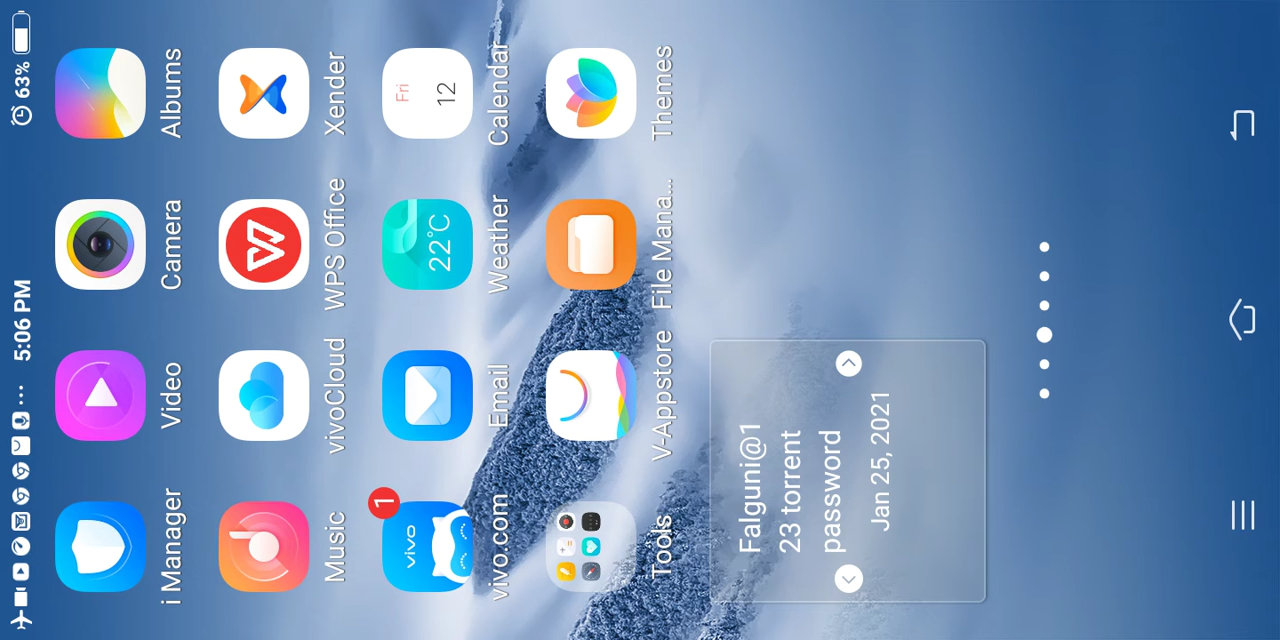 5:06 PM
63%
i Manager
Video
Camera
Albums
Music
vivoCloud
WPS Office
Xender
1
vivo
22°C
Fri
12
vivo.com
Email
Weather
Calendar
Tools
V-Appstore
File Mana...
Themes
Falguni@1
23 torrent
password
Jan 25, 2021